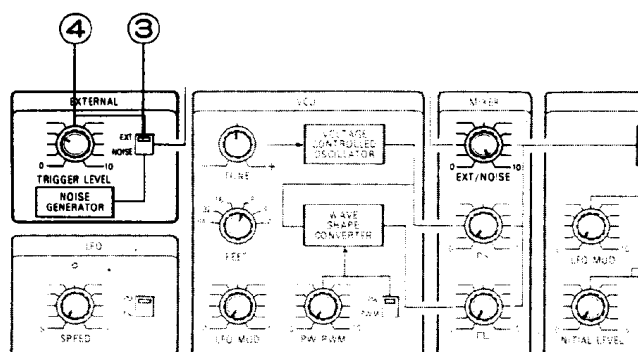 ④ ③
EXTERNAL
EXT
NOISE
0 10
TRIGGER LEVEL
NOISE
GENERATOR
LFO
SPEED
VCO
TUNE
VOLTAGE
CONTROLLED
OSCILLATOR
FEET
WAVE
SHAPE
CONVERTER
LFO MOD
PW PWM
MIXER
0 10
EXT/NOISE
LFO MOD
INITIAL LEVEL